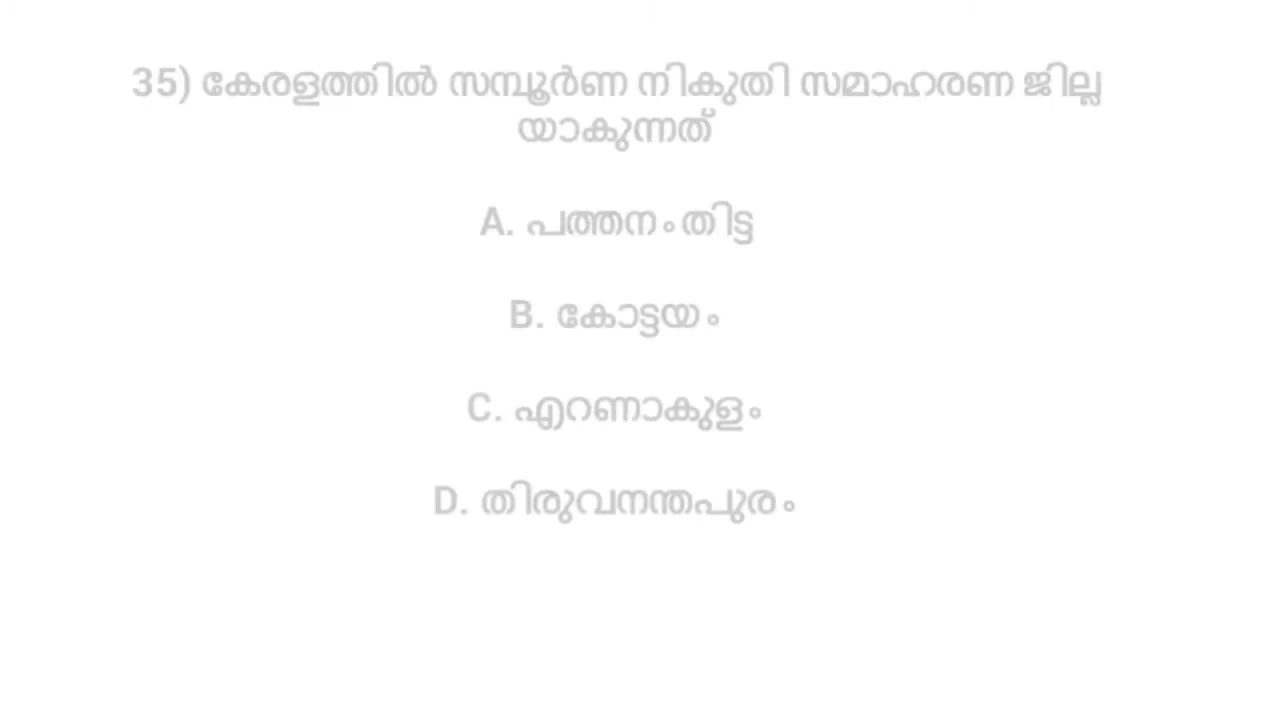 35) കേരളത്തിൽ സമ്പൂർണ നികുതി സമാഹരണ ജില്ല
യാകുന്നത്
A. പത്തനംതിട്ട
B. കോട്ടയം
C. എറണാകുളം
D. തിരുവനന്തപുരം